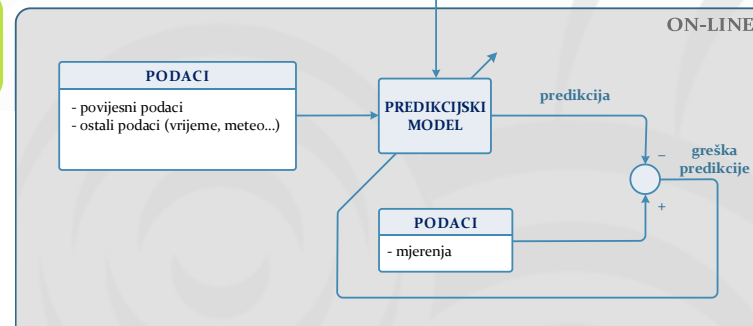 ON-LINE
PODACI
- povijesni podaci
- ostali podaci (vrijeme, meteo...)
PREDIKCIJSKI
MODEL
predikcija
−
greška
predikcije
+
PODACI
- mjerenja